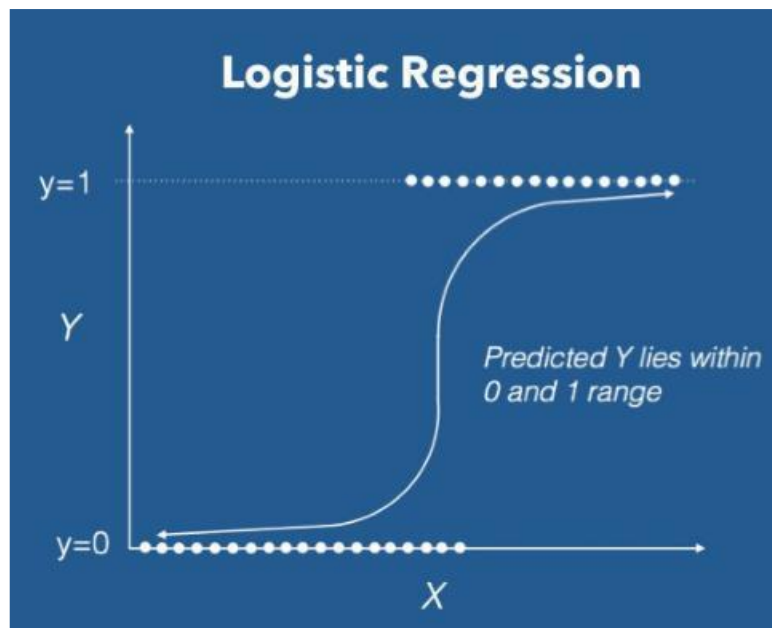 Logistic Regression
y=1
Y
Predicted Y lies within
0 and 1 range
y=0
X